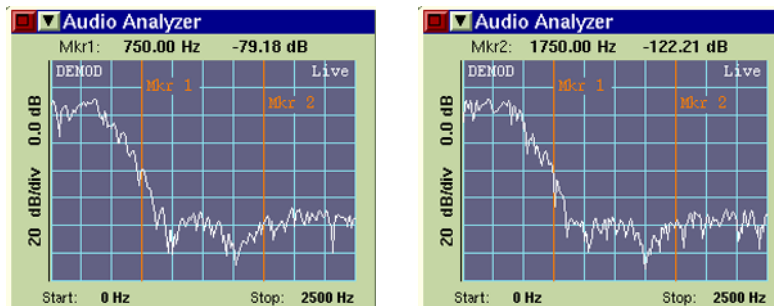 Audio Analyzer
Mkr1: 750.00 Hz -79.18 dB
DEMOD Live
Mkr 1
Mkr 2
0.0 dB
20 dB/div
Start: 0 Hz Stop: 2500 Hz
Audio Analyzer
Mkr2: 1750.00 Hz -122.21 dB
DEMOD Live
Mkr 1
Mkr 2
0.0 dB
20 dB/div
Start: 0 Hz Stop: 2500 Hz